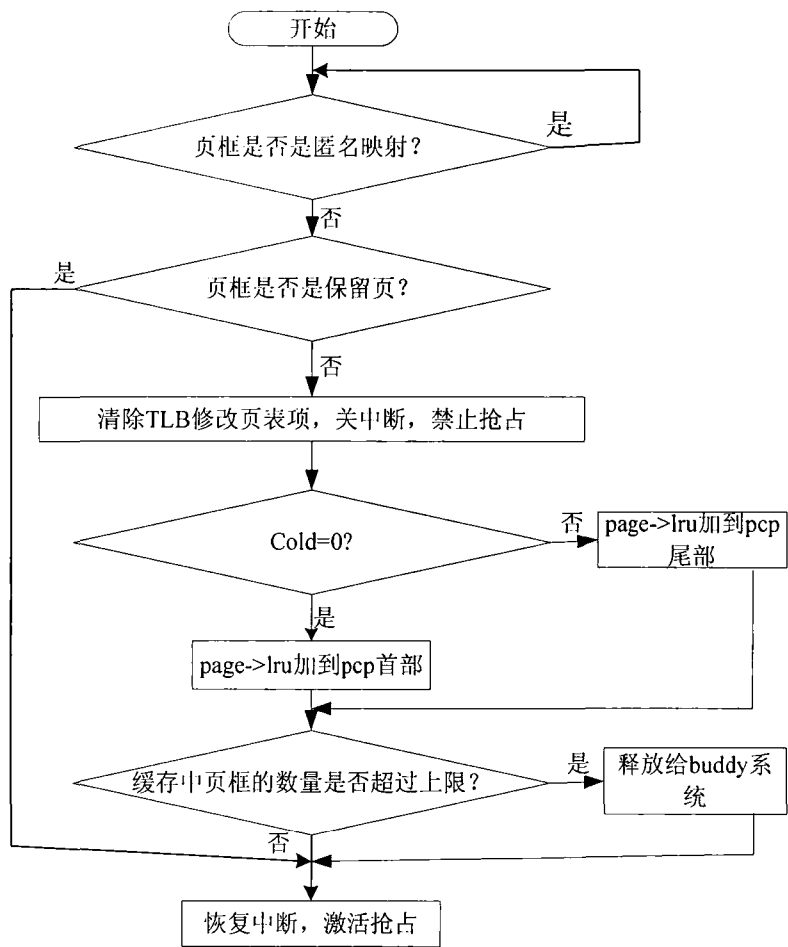 开始
页框是否是匿名映射？
是
否
是
页框是否是保留页？
否
清除TLB修改页表项，关中断，禁止抢占
Cold=0?
否
page->lru加到pcp
尾部
是
page->lru加到pcp首部
缓存中页框的数量是否超过上限？
是
释放给buddy系
统
否
恢复中断，激活抢占